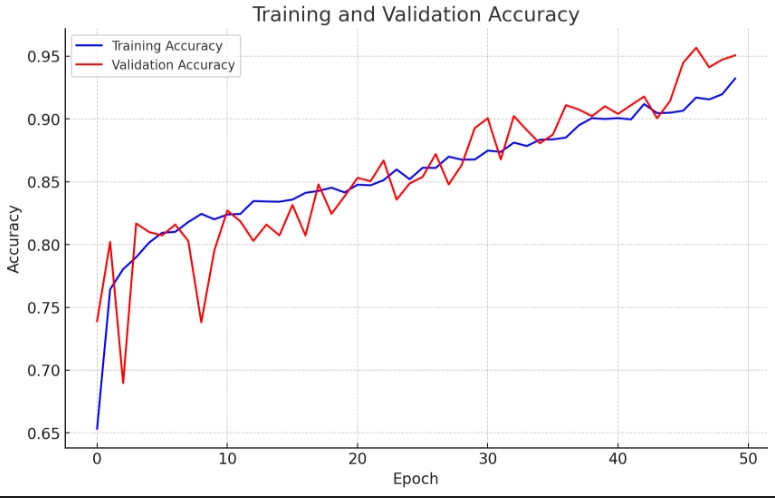 Training and Validation Accuracy
Training Accuracy
Validation Accuracy
Accuracy
0.95
0.90
0.85
0.80
0.75
0.70
0.65
0 10 20 30 40 50
Epoch